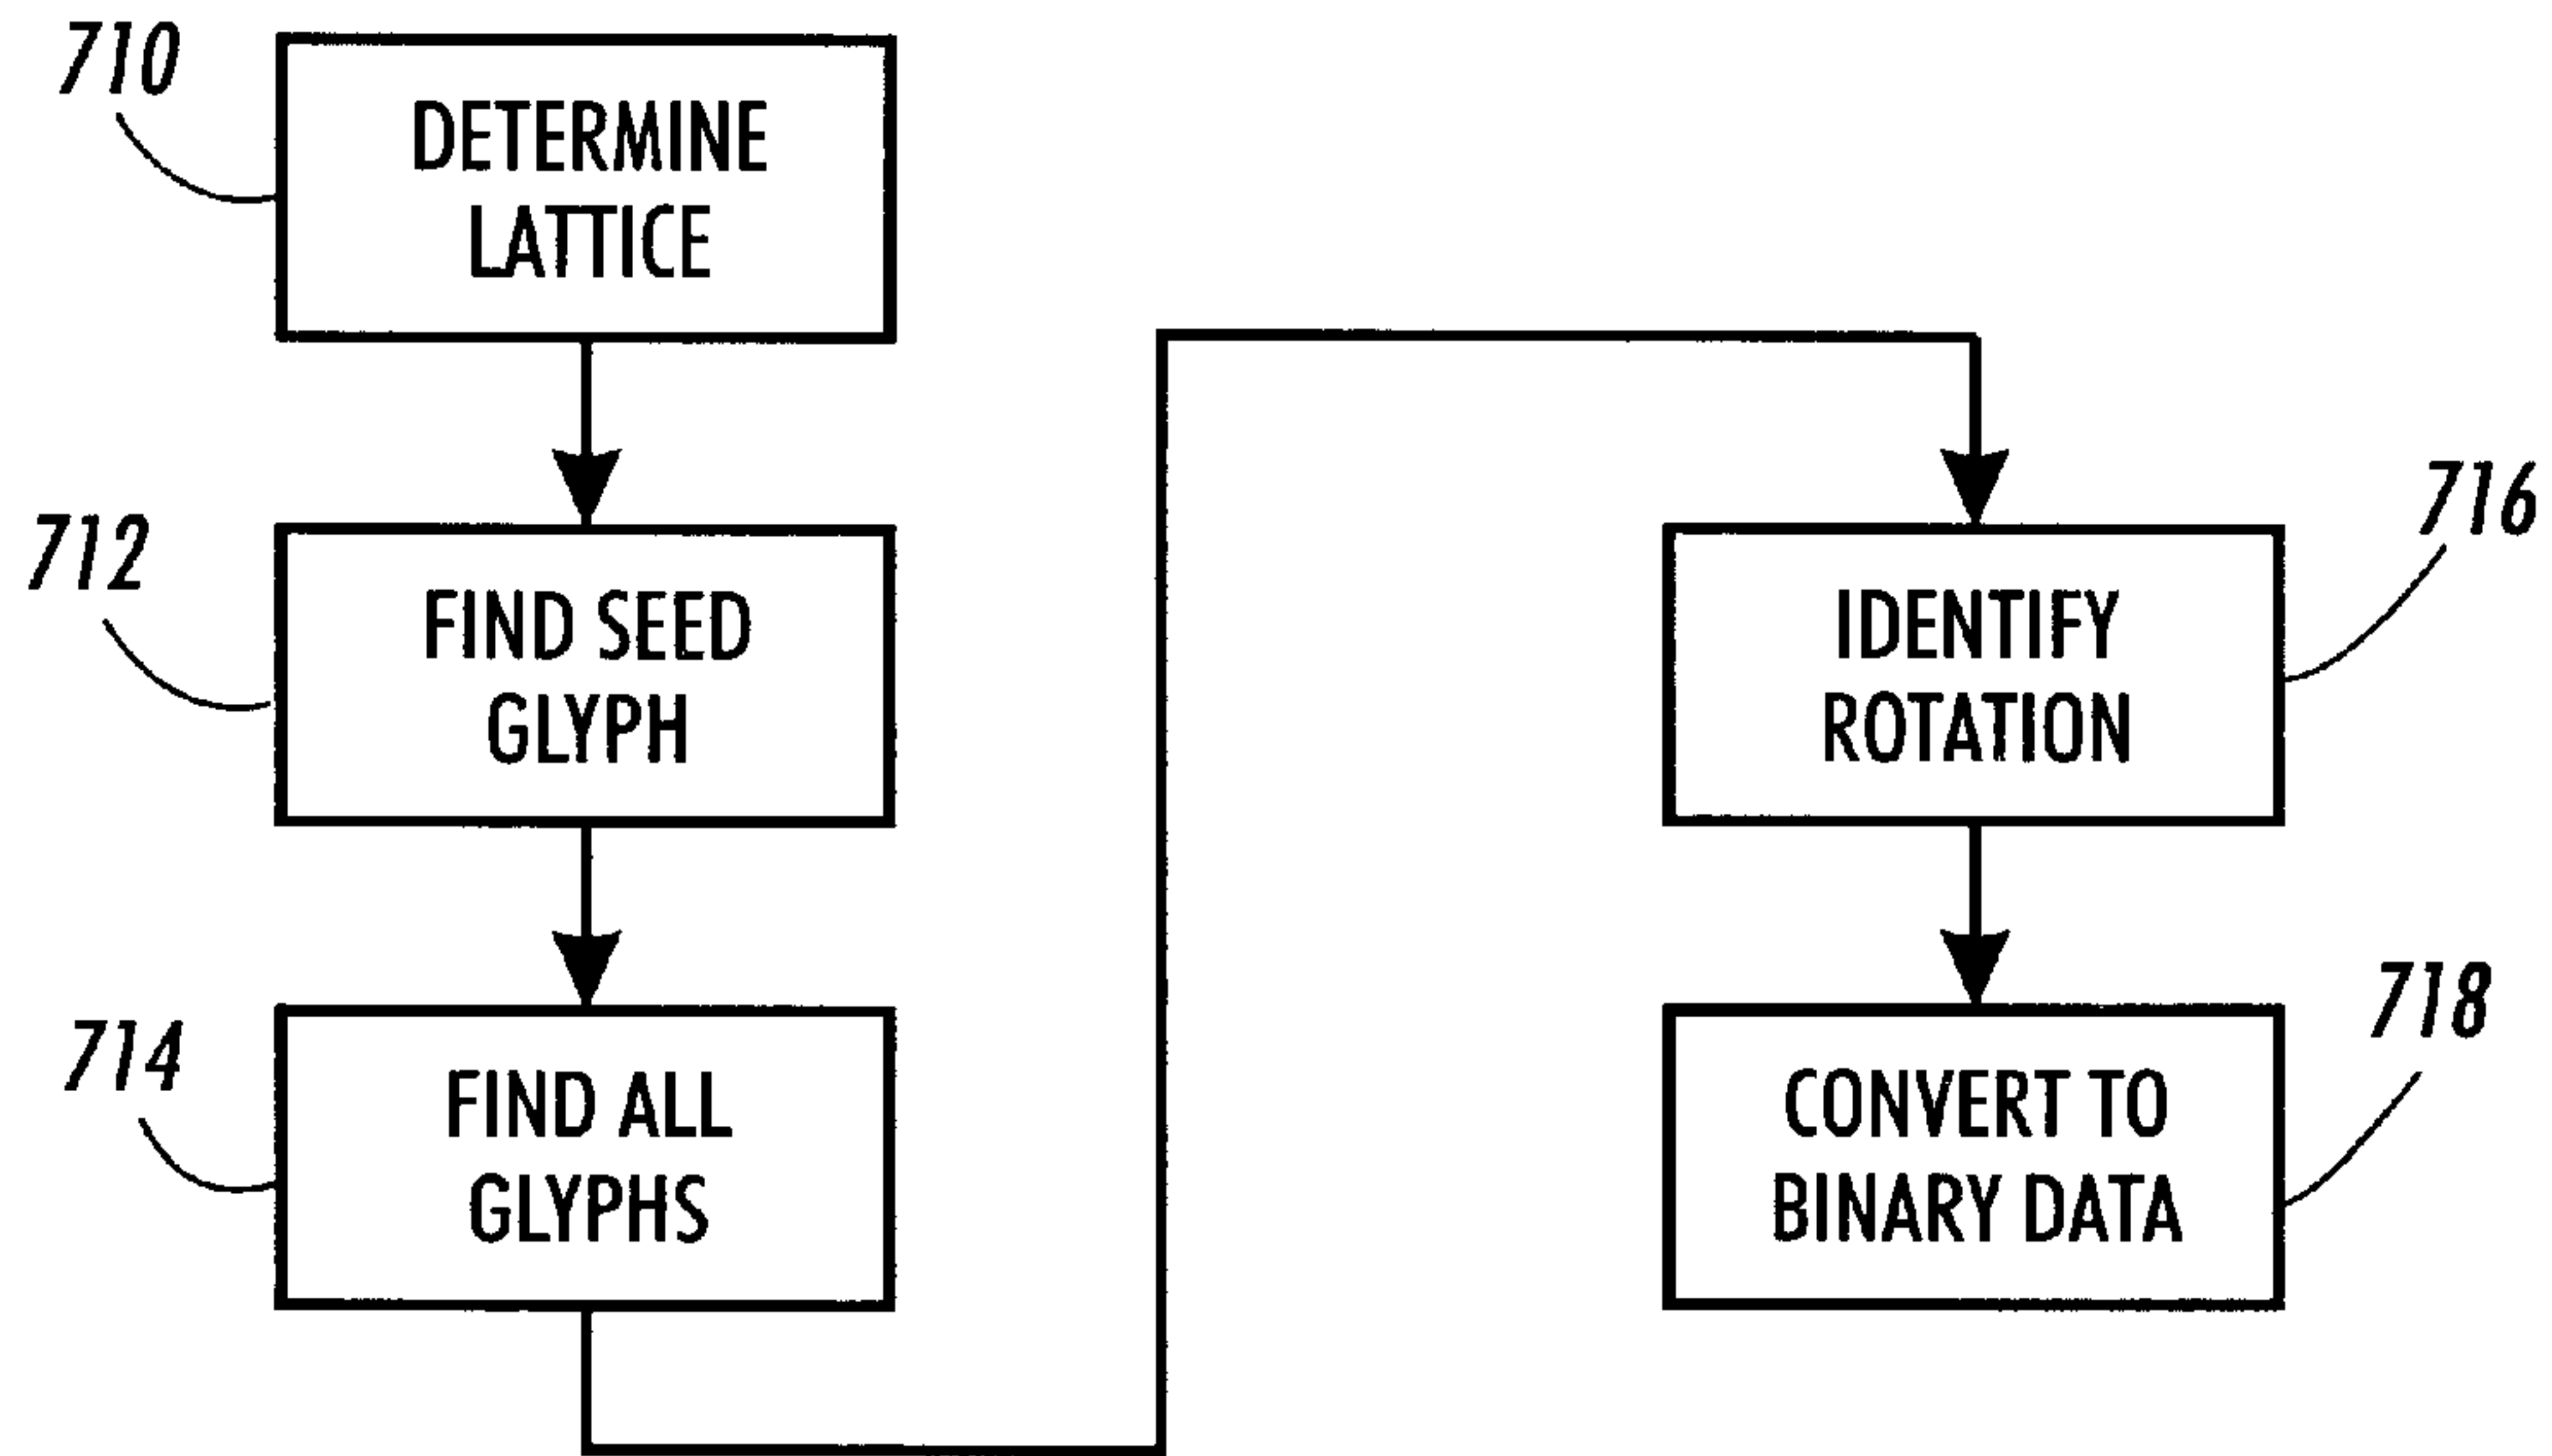 710
DETERMINE
LATTICE
712
FIND SEED
GLYPH
714
FIND ALL
GLYPHS
716
IDENTIFY
ROTATION
718
CONVERT TO
BINARY DATA